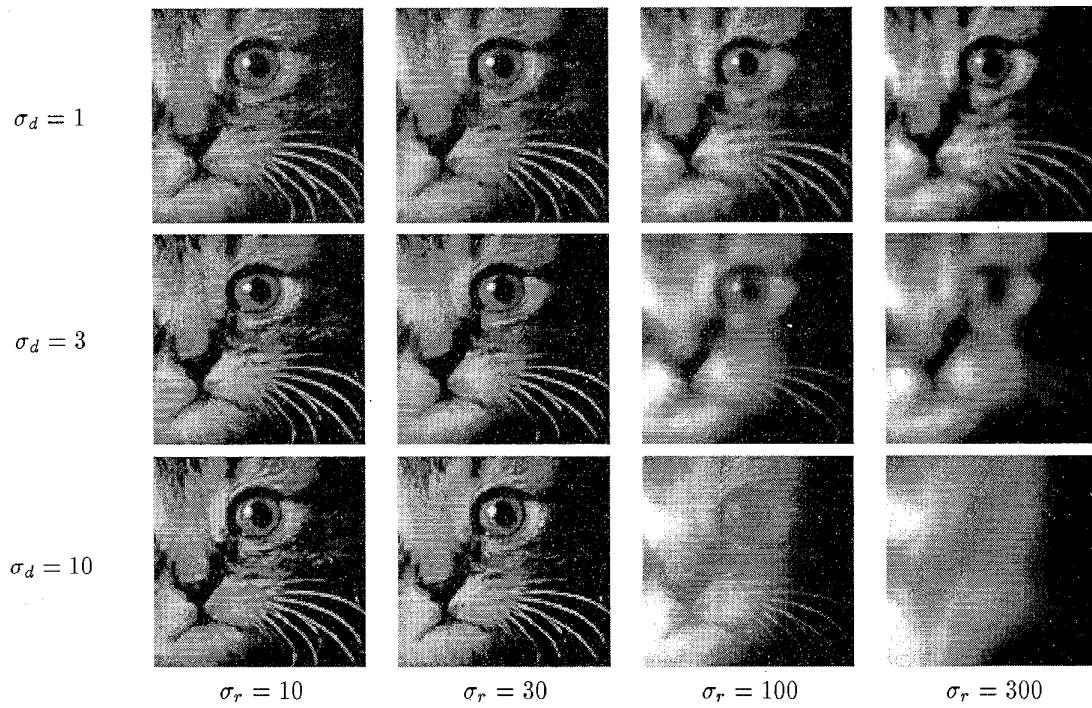 σ_d = 1
σ_d = 3
σ_d = 10
σ_r = 10
σ_r = 30
σ_r = 100
σ_r = 300